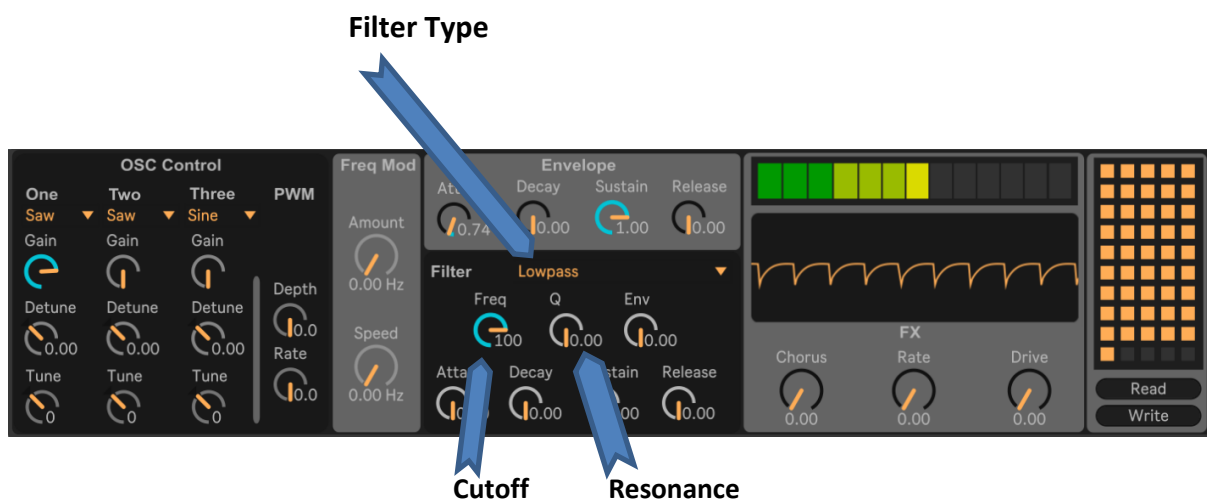 Filter Type
OSC Control
One Two Three PWM
Saw Saw Sine
Gain Gain Gain
Detune Detune Detune
0.00 0.00 0.00
Tune Tune Tune
0 0 0
Depth
0.0
Rate
0.0
Freq Mod
Amount
0.00 Hz
Speed
0.00 Hz
Envelope
Decay Sustain Release
0.74 0.00 1.00 0.00
Filter Lowpass
Freq Q Env
100 0.00 0.00
Decay Release
0.00 0.00
FX
Chorus Rate Drive
0.00 0.00 0.00
Read
Write
Cutoff Resonance